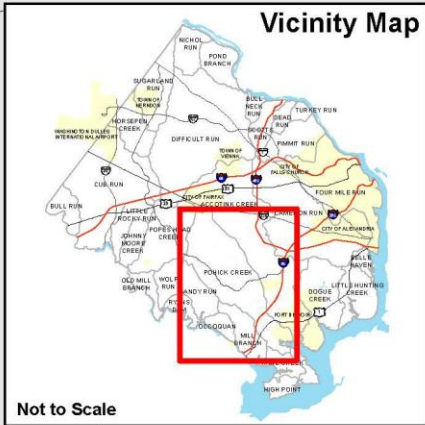 Vicinity Map
NICHOL
RUN
POND
BRANCH
SUGARLAND
RUN
TOWN OF
HERNDON
BULL
NECK
RUN
TURKEY RUN
HORSEPEN
CREEK
WASHINGTON DULLES
INTERNATIONAL AIRPORT
SCOTTS
RUN
DEAD
RUN
DIFFICULT RUN
PIMMIT RUN
TOWN OF
VIENNA
CITY OF
FALLS CHURCH
CUB RUN
FOUR MILE RUN
BULL RUN
CITY OF FAIRFAX
ACCOTINK CREEK
LITTLE
ROCKY RUN
CAMERON RUN
CITY OF ALEXANDRIA
JOHNNY
MOORE
CREEK
POPES HEAD
CREEK
BELLE
HAVEN
POHICK CREEK
OLD MILL
BRANCH
WOLF
RUN
SANDY RUN
DOGUE
CREEK
LITTLE HUNTING
CREEK
RYANS
DAM
FORT BELVOIR
OCCOQUAN
MILL
BRANCH
HIGH POINT
Not to Scale